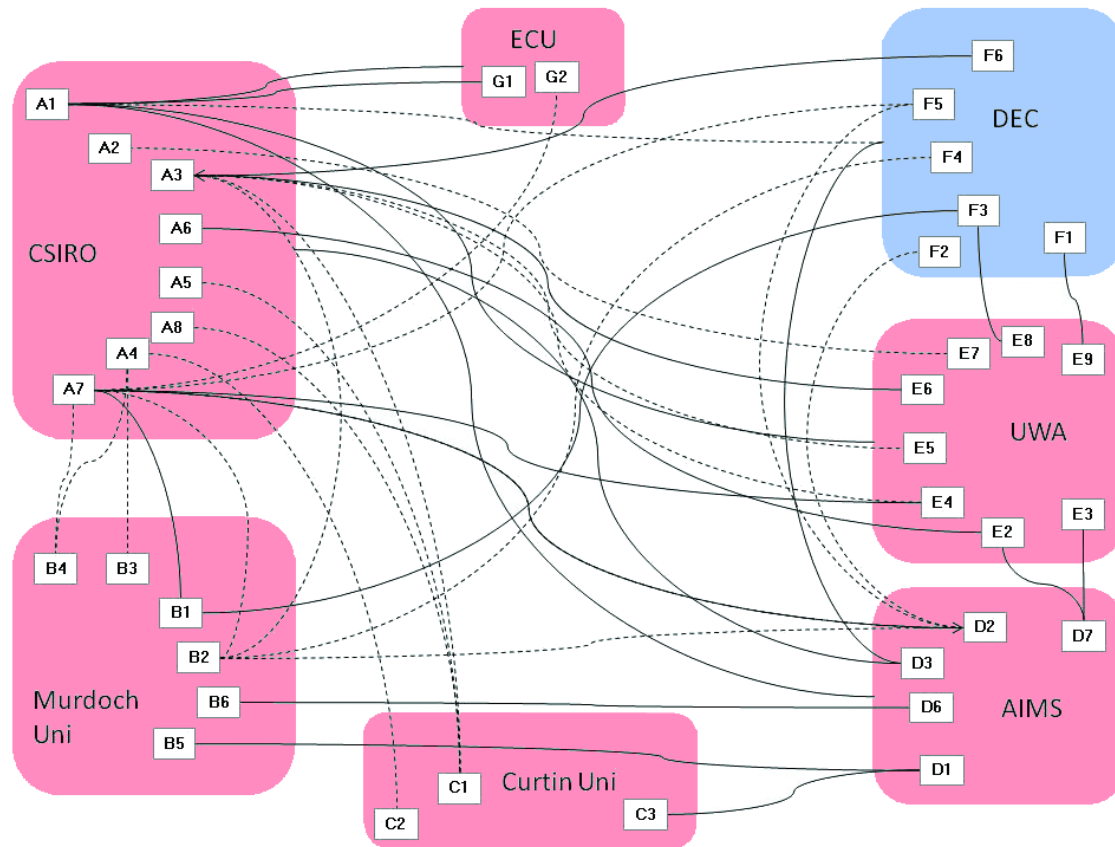 ECU
G1
G2
F6
F5
DEC
F4
F3
F1
F2
A1
A2
A3
A6
CSIRO
A5
A8
A4
A7
E7
E8
E9
E6
UWA
E5
E4
E3
E2
B4
B3
B1
B2
Murdoch
Uni
B6
B5
D2
D7
D3
D6
AIMS
D1
C1
Curtin Uni
C2
C3